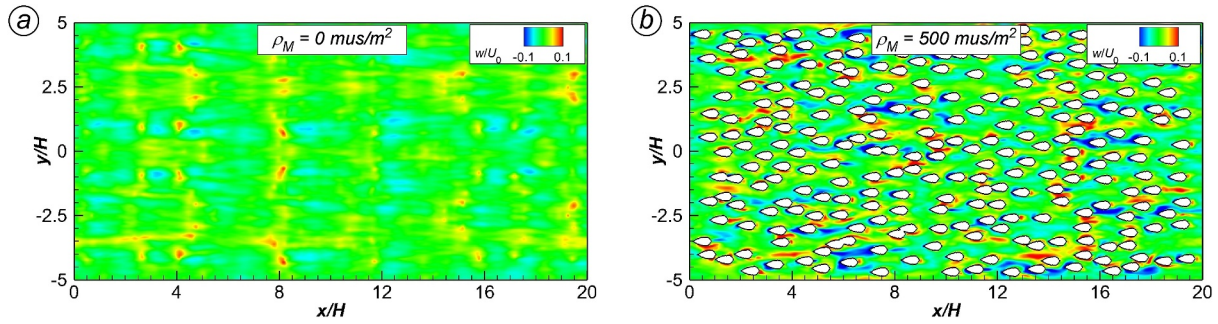 a
ρM = 0 mus/m²
w/U0 -0.1 0.1
y/H
5
2.5
0
-2.5
-5
0 4 8 12 16 20
x/H
b
ρM = 500 mus/m²
w/U0 -0.1 0.1
y/H
5
2.5
0
-2.5
-5
0 4 8 12 16 20
x/H